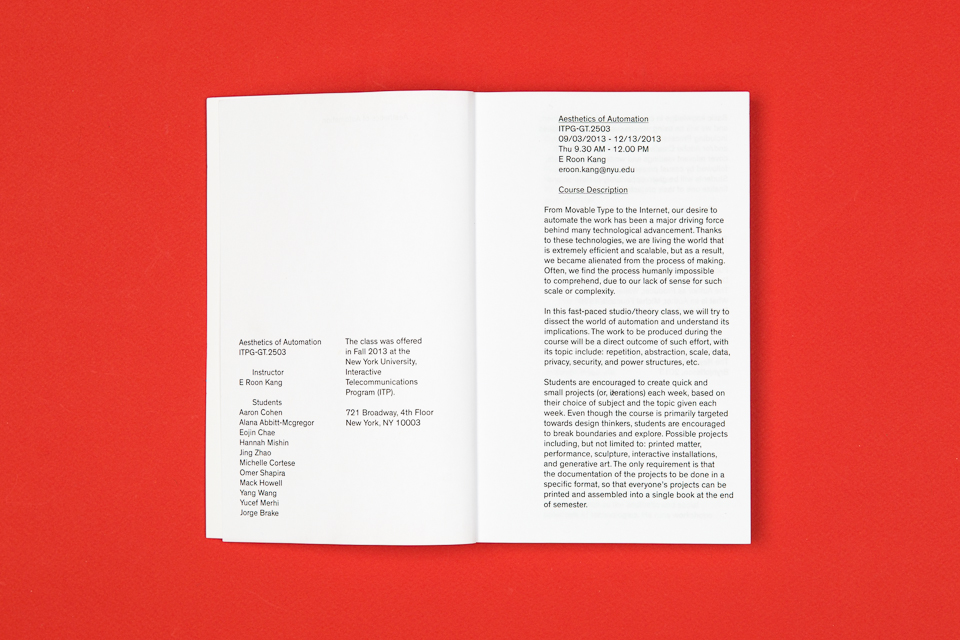 Aesthetics of Automation
ITPG-GT.2503
Instructor
E Roon Kang
Students
Aaron Cohen
Alana Abbitt-Mcgregor
Eojin Chae
Hannah Mishin
Jing Zhao
Michelle Cortese
Omer Shapira
Mack Howell
Yang Wang
Yucef Merhi
Jorge Brake
The class was offered
in Fall 2013 at the
New York University,
Interactive
Telecommunications
Program (ITP).
721 Broadway, 4th Floor
New York, NY 10003
Aesthetics of Automation
ITPG-GT.2503
09/03/2013 - 12/13/2013
Thu 9.30 AM - 12.00 PM
E Roon Kang
eroon.kang@nyu.edu
Course Description
From Movable Type to the Internet, our desire to
automate the work has been a major driving force
behind many technological advancement. Thanks
to these technologies, we are living the world that
is extremely efficient and scalable, but as a result,
we became alienated from the process of making.
Often, we find the process humanly impossible
to comprehend, due to our lack of sense for such
scale or complexity.
In this fast-paced studio/theory class, we will try to
dissect the world of automation and understand its
implications. The work to be produced during the
course will be a direct outcome of such effort, with
its topic include: repetition, abstraction, scale, data,
privacy, security, and power structures, etc.
Students are encouraged to create quick and
small projects (or, iterations) each week, based on
their choice of subject and the topic given each
week. Even though the course is primarily targeted
towards design thinkers, students are encouraged
to break boundaries and explore. Possible projects
including, but not limited to: printed matter,
performance, sculpture, interactive installations,
and generative art. The only requirement is that
the documentation of the projects to be done in a
specific format, so that everyone's projects can be
printed and assembled into a single book at the end
of semester.